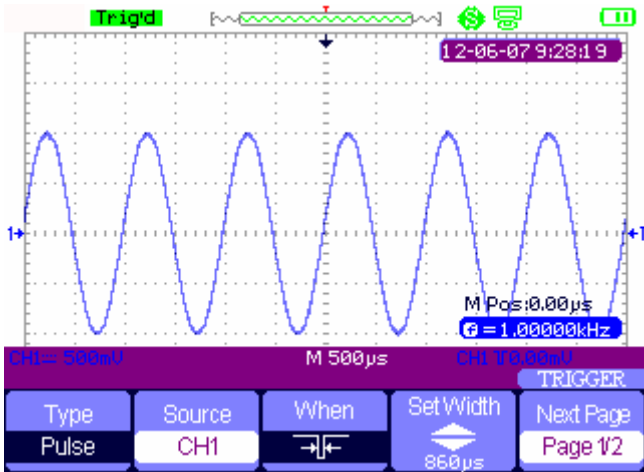 Trig'd
T
S
12-06-07 9:28:19
1
M Pos:0.00µs
f = 1.00000kHz
CH1 500mV M 500µs CH1 0.00mV
TRIGGER
Type Source When Set Width Next Page
Pulse CH1 860µs Page 1/2